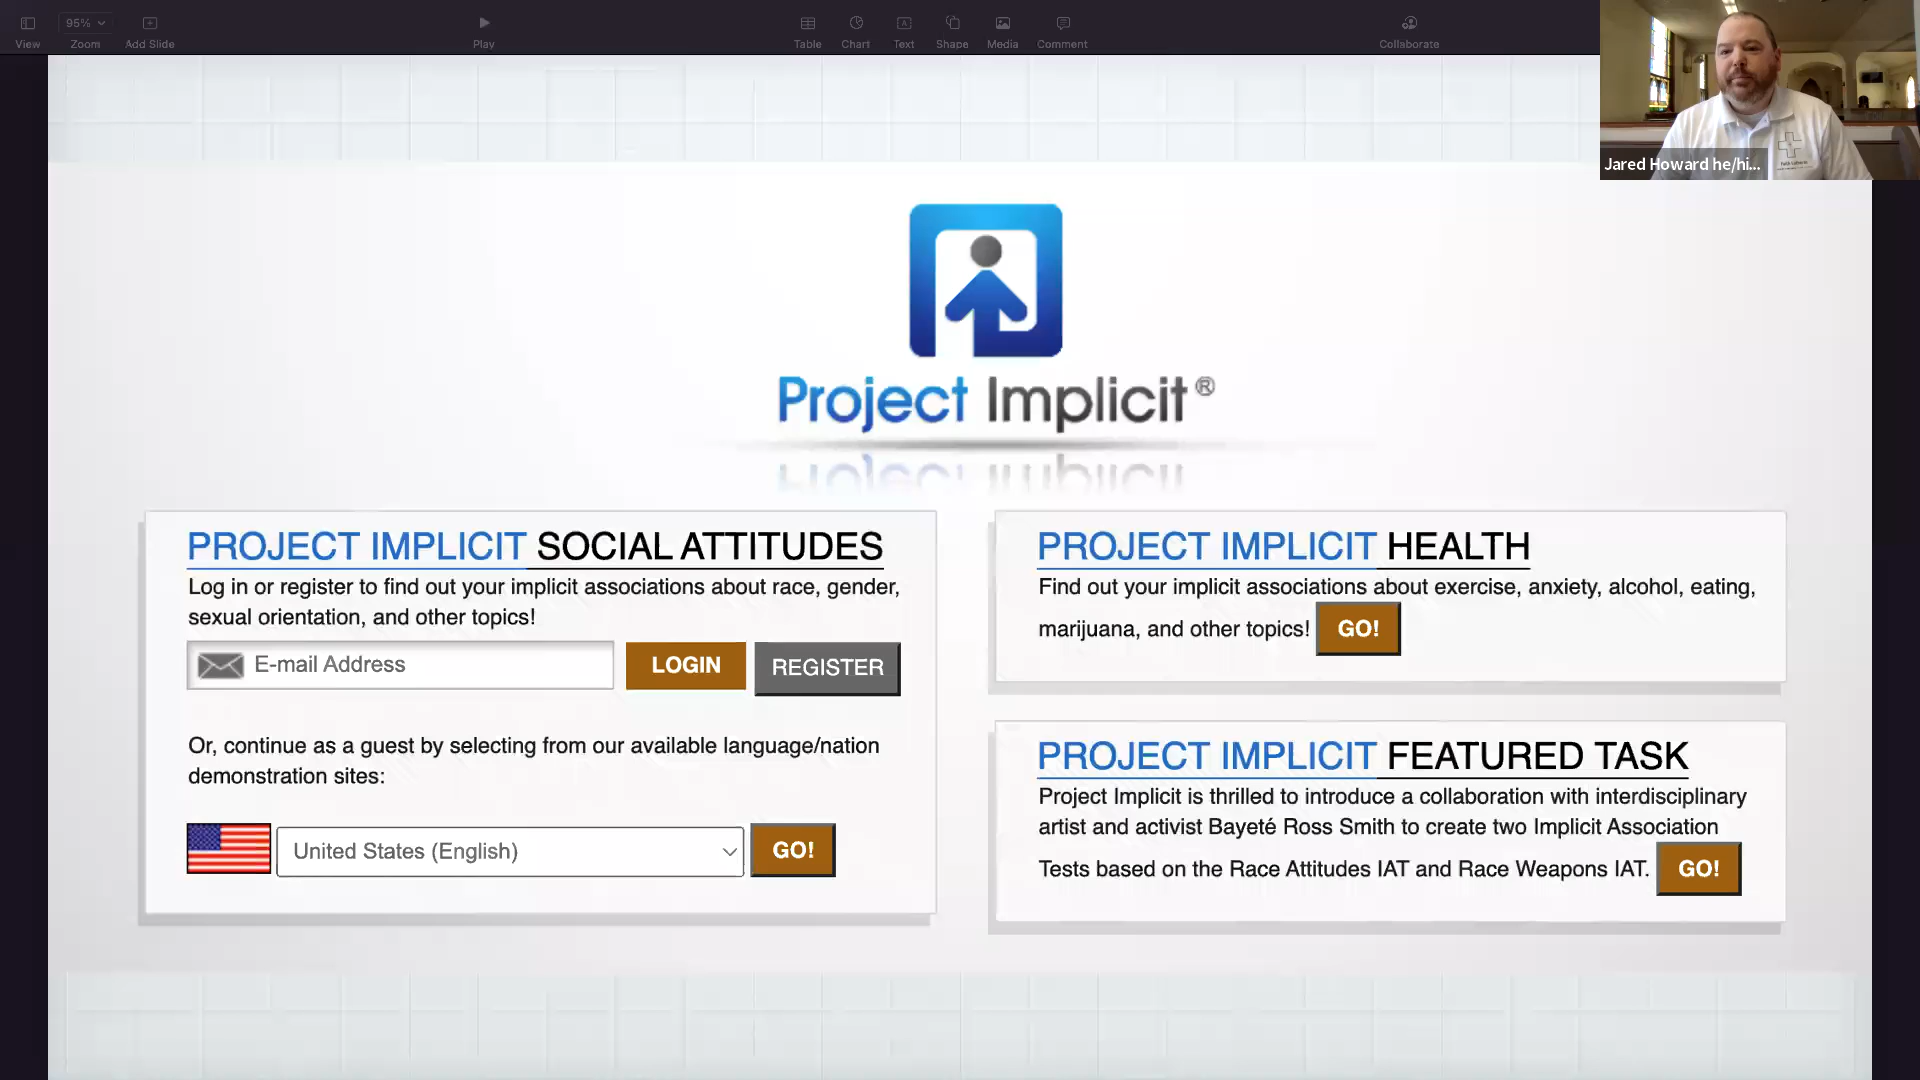 View
95%
Zoom
Add Slide
Play
Table
Chart
Text
Shape
Media
Comment
Collaborate
Jared Howard he/hi...
Project Implicit®
PROJECT IMPLICIT SOCIAL ATTITUDES
Log in or register to find out your implicit associations about race, gender,
sexual orientation, and other topics!
E-mail Address
LOGIN
REGISTER
Or, continue as a guest by selecting from our available language/nation
demonstration sites:
United States (English)
GO!
PROJECT IMPLICIT HEALTH
Find out your implicit associations about exercise, anxiety, alcohol, eating,
marijuana, and other topics! GO!
PROJECT IMPLICIT FEATURED TASK
Project Implicit is thrilled to introduce a collaboration with interdisciplinary
artist and activist Bayeté Ross Smith to create two Implicit Association
Tests based on the Race Attitudes IAT and Race Weapons IAT. GO!